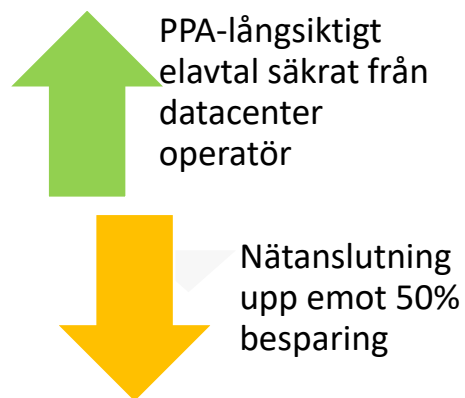 PPA-långsiktigt
elavtal säkrat från
datacenter
operatör
Nätanslutning
upp emot 50%
besparing